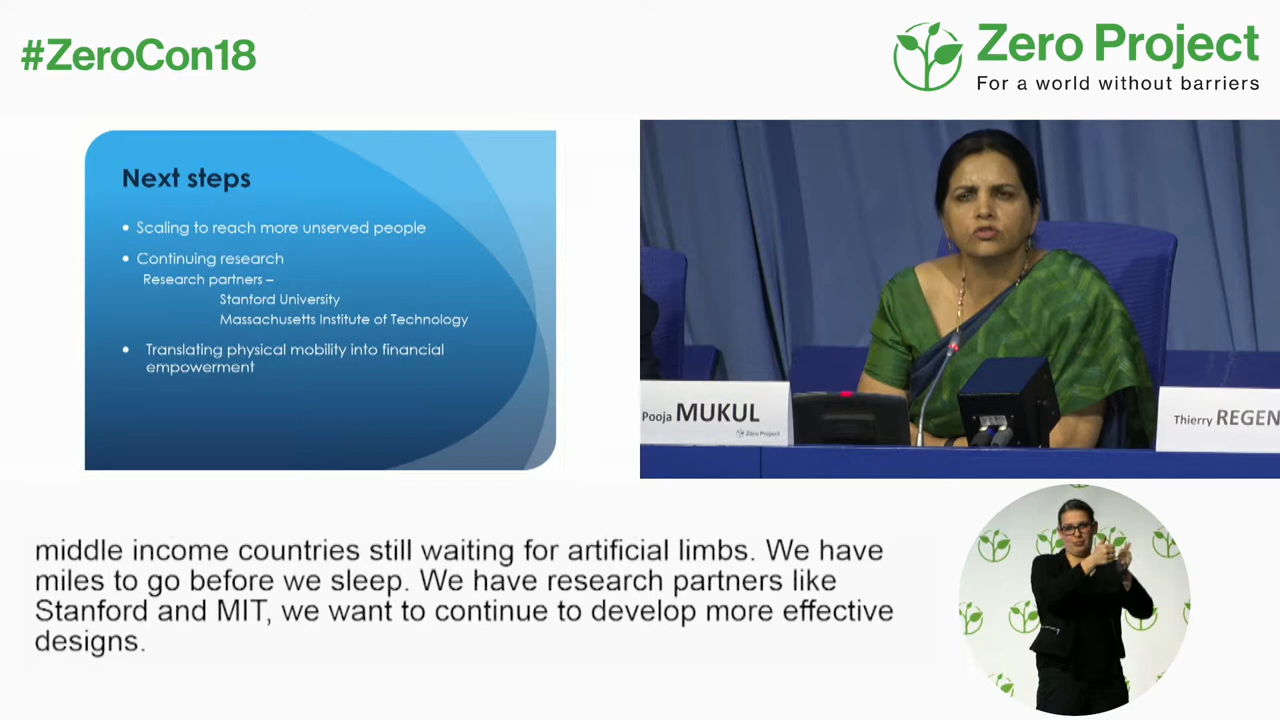 #ZeroCon18
Zero Project
For a world without barriers
Next steps
• Scaling to reach more unserved people
• Continuing research
Research partners –
Stanford University
Massachusetts Institute of Technology
• Translating physical mobility into financial
empowerment
Pooja MUKUL
Zero Project
Thierry REGEN
middle income countries still waiting for artificial limbs. We have
miles to go before we sleep. We have research partners like
Stanford and MIT, we want to continue to develop more effective
designs.